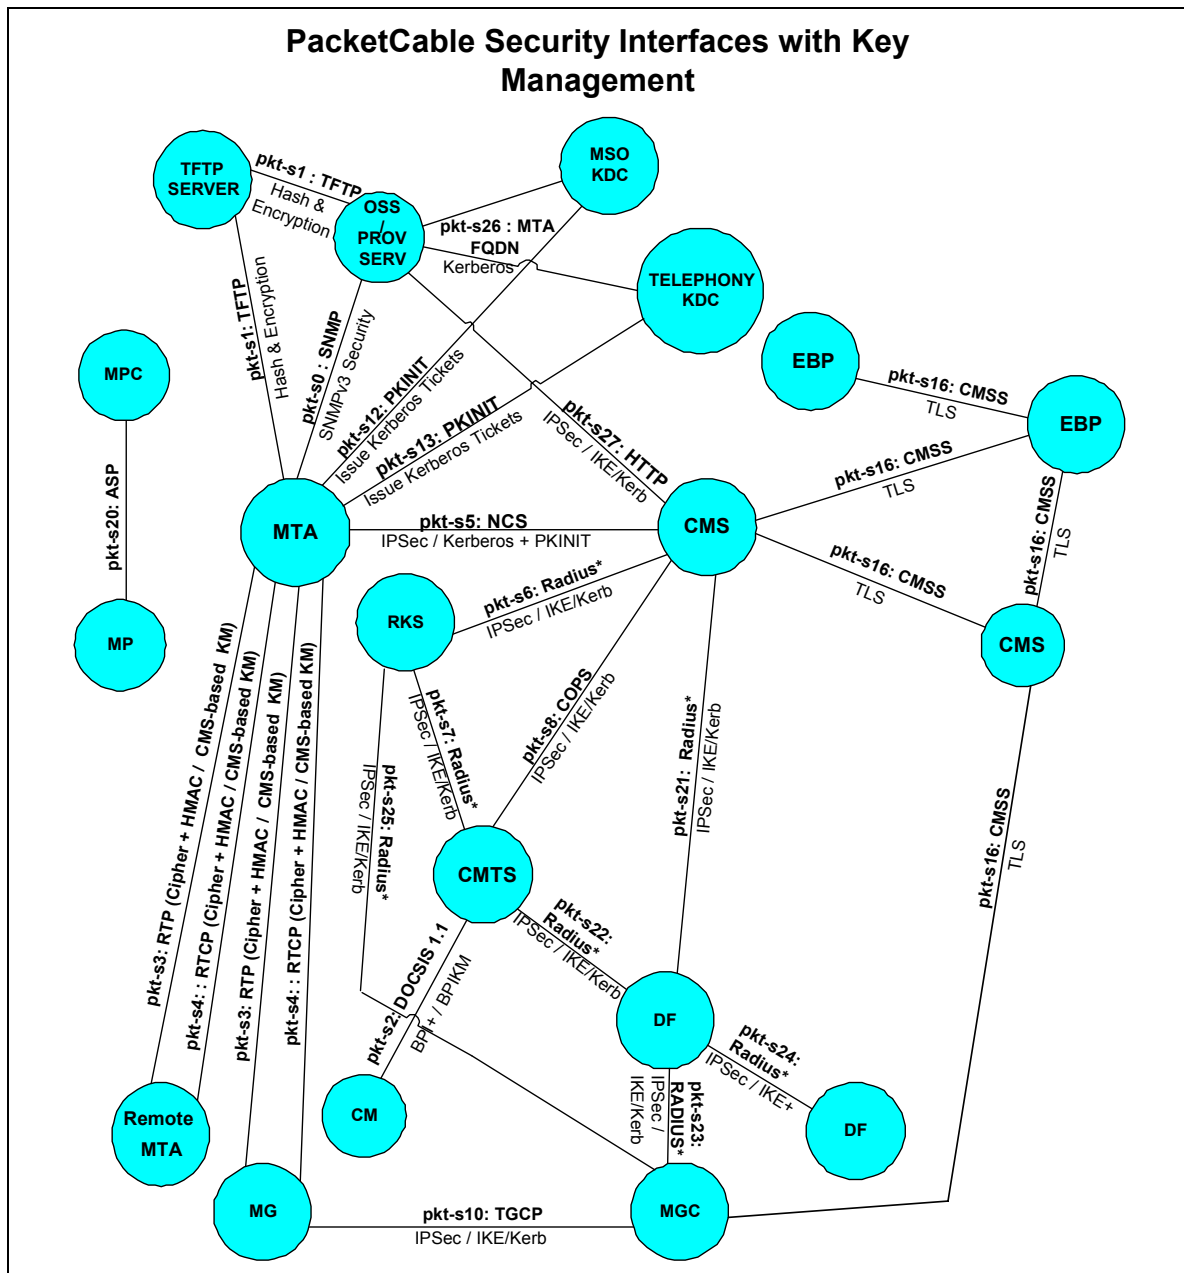 PacketCable Security Interfaces with Key
Management
TFTP
SERVER
pkt-s1 : TFTP
Hash &
Encryption
OSS
/
PROV
SERV
MSO
KDC
pkt-s26 : MTA
FQDN
Kerberos
TELEPHONY
KDC
pkt-s1: TFTP
Hash & Encryption
pkt-s0 : SNMP
SNMPv3 Security
pkt-s12: PKINIT
Issue Kerberos Tickets
pkt-s13: PKINIT
Issue Kerberos Tickets
pkt-s27: HTTP
IPSec / IKE/Kerb
MPC
pkt-s20: ASP
MP
EBP
pkt-s16: CMSS
TLS
EBP
pkt-s16: CMSS
TLS
pkt-s16: CMSS
TLS
MTA
pkt-s5: NCS
IPSec / Kerberos + PKINIT
CMS
pkt-s16: CMSS
TLS
CMS
RKS
pkt-s6: Radius*
IPSec / IKE/Kerb
pkt-s7: Radius*
IPSec / IKE/Kerb
pkt-s8: COPS
IPSec / IKE/Kerb
pkt-s21: Radius*
IPSec / IKE/Kerb
pkt-s25: Radius*
IPSec / IKE/Kerb
pkt-s3: RTP (Cipher + HMAC / CMS-based KM)
pkt-s4: : RTCP (Cipher + HMAC / CMS-based KM)
pkt-s3: RTP (Cipher + HMAC / CMS-based KM)
pkt-s4: : RTCP (Cipher + HMAC / CMS-based KM)
pkt-s16: CMSS
TLS
CMTS
pkt-s22:
Radius*
IPSec / IKE/Kerb
pkt-s2: DOCSIS 1.1
BPI+ / BPIKM
DF
pkt-s24:
Radius*
IPSec / IKE+
DF
pkt-s23:
RADIUS*
IPSec /
IKE/Kerb
Remote
MTA
CM
MG
pkt-s10: TGCP
IPSec / IKE/Kerb
MGC